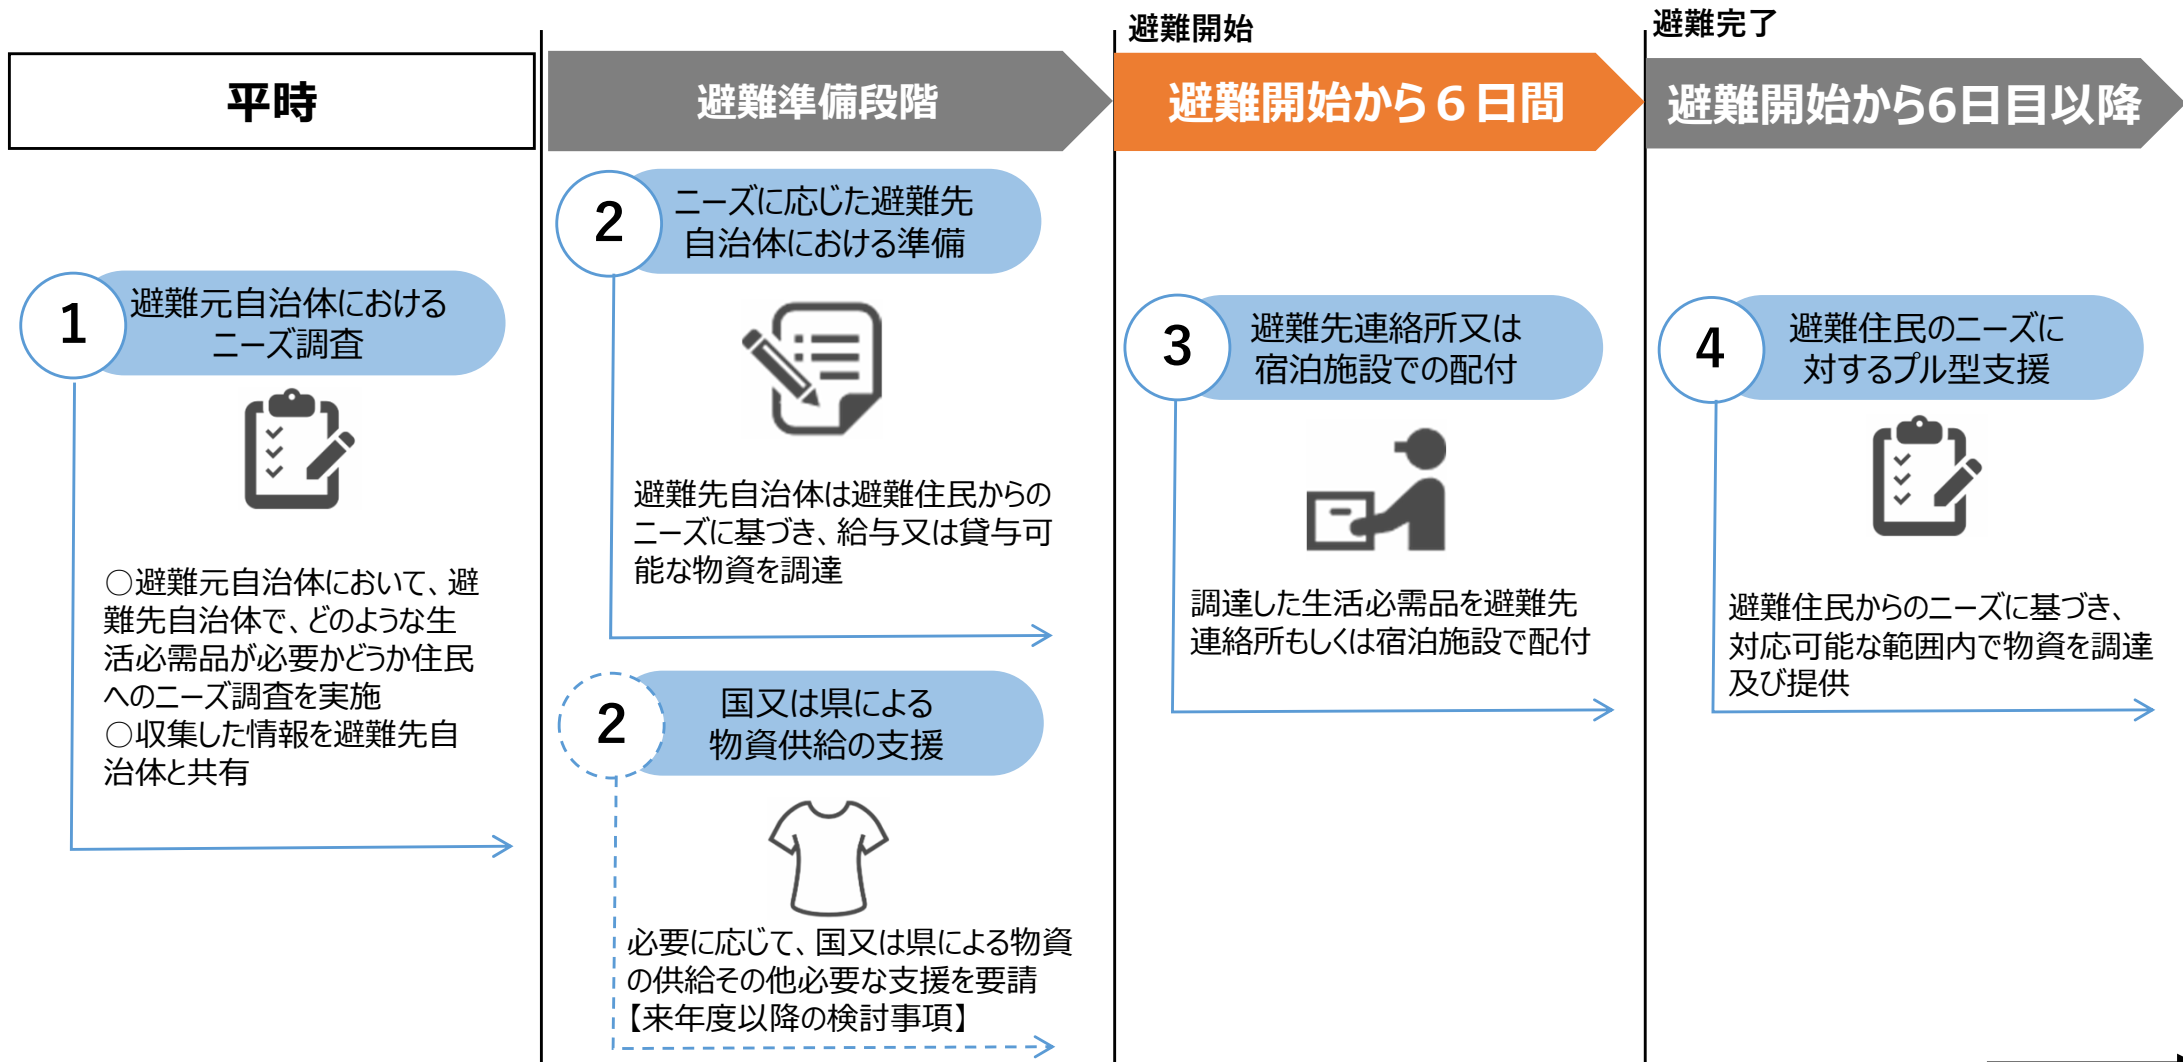 避難開始
避難完了
平時
避難準備段階
避難開始から６日間
避難開始から6日目以降
1
避難元自治体における
ニーズ調査
○避難元自治体において、避
難先自治体で、どのような生
活必需品が必要かどうか住民
へのニーズ調査を実施
○収集した情報を避難先自
治体と共有
2
ニーズに応じた避難先
自治体における準備
避難先自治体は避難住民からの
ニーズに基づき、給与又は貸与可
能な物資を調達
2
国又は県による
物資供給の支援
必要に応じて、国又は県による物資
の供給その他必要な支援を要請
【来年度以降の検討事項】
3
避難先連絡所又は
宿泊施設での配付
調達した生活必需品を避難先
連絡所もしくは宿泊施設で配付
4
避難住民のニーズに
対するプル型支援
避難住民からのニーズに基づき、
対応可能な範囲内で物資を調達
及び提供